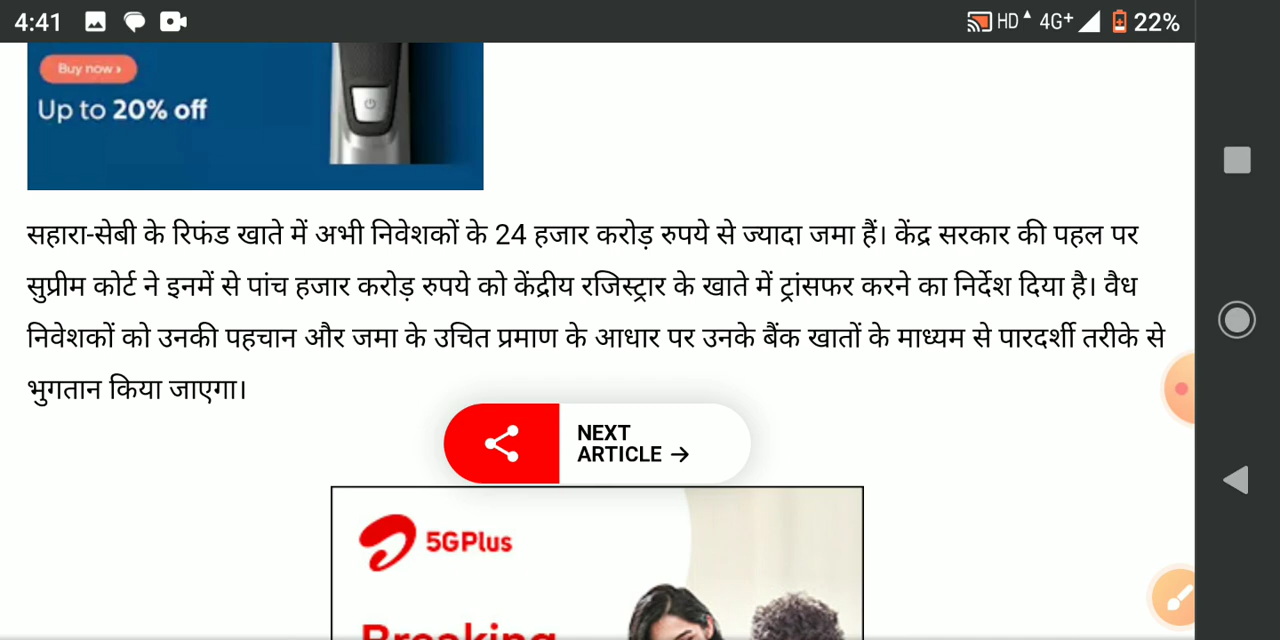 4:41 HD 4G+ 22%
Buy now ›
Up to 20% off
सहारा-सेबी के रिफंड खाते में अभी निवेशकों के 24 हजार करोड़ रुपये से ज्यादा जमा हैं। केंद्र सरकार की पहल पर
सुप्रीम कोर्ट ने इनमें से पांच हजार करोड़ रुपये को केंद्रीय रजिस्ट्रार के खाते में ट्रांसफर करने का निर्देश दिया है। वैध
निवेशकों को उनकी पहचान और जमा के उचित प्रमाण के आधार पर उनके बैंक खातों के माध्यम से पारदर्शी तरीके से
भुगतान किया जाएगा।
NEXT
ARTICLE →
5GPlus
Breaking